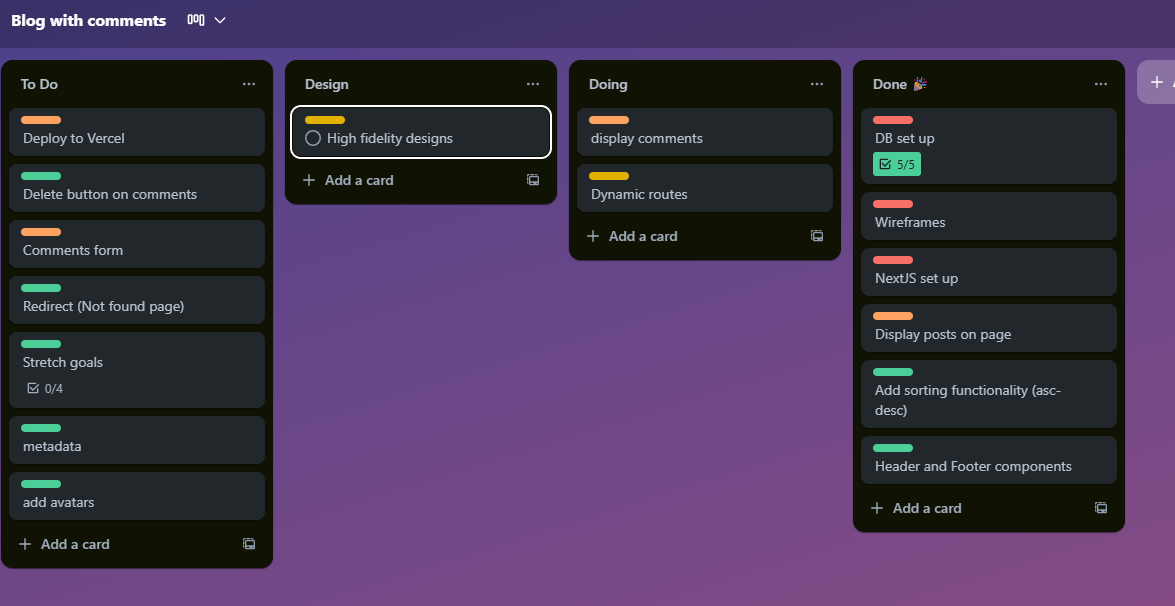 Blog with comments
To Do
Deploy to Vercel
Delete button on comments
Comments form
Redirect (Not found page)
Stretch goals
0/4
metadata
add avatars
Add a card
Design
High fidelity designs
Add a card
Doing
display comments
Dynamic routes
Add a card
Done 🎉
DB set up
5/5
Wireframes
NextJS set up
Display posts on page
Add sorting functionality (asc-
desc)
Header and Footer components
Add a card